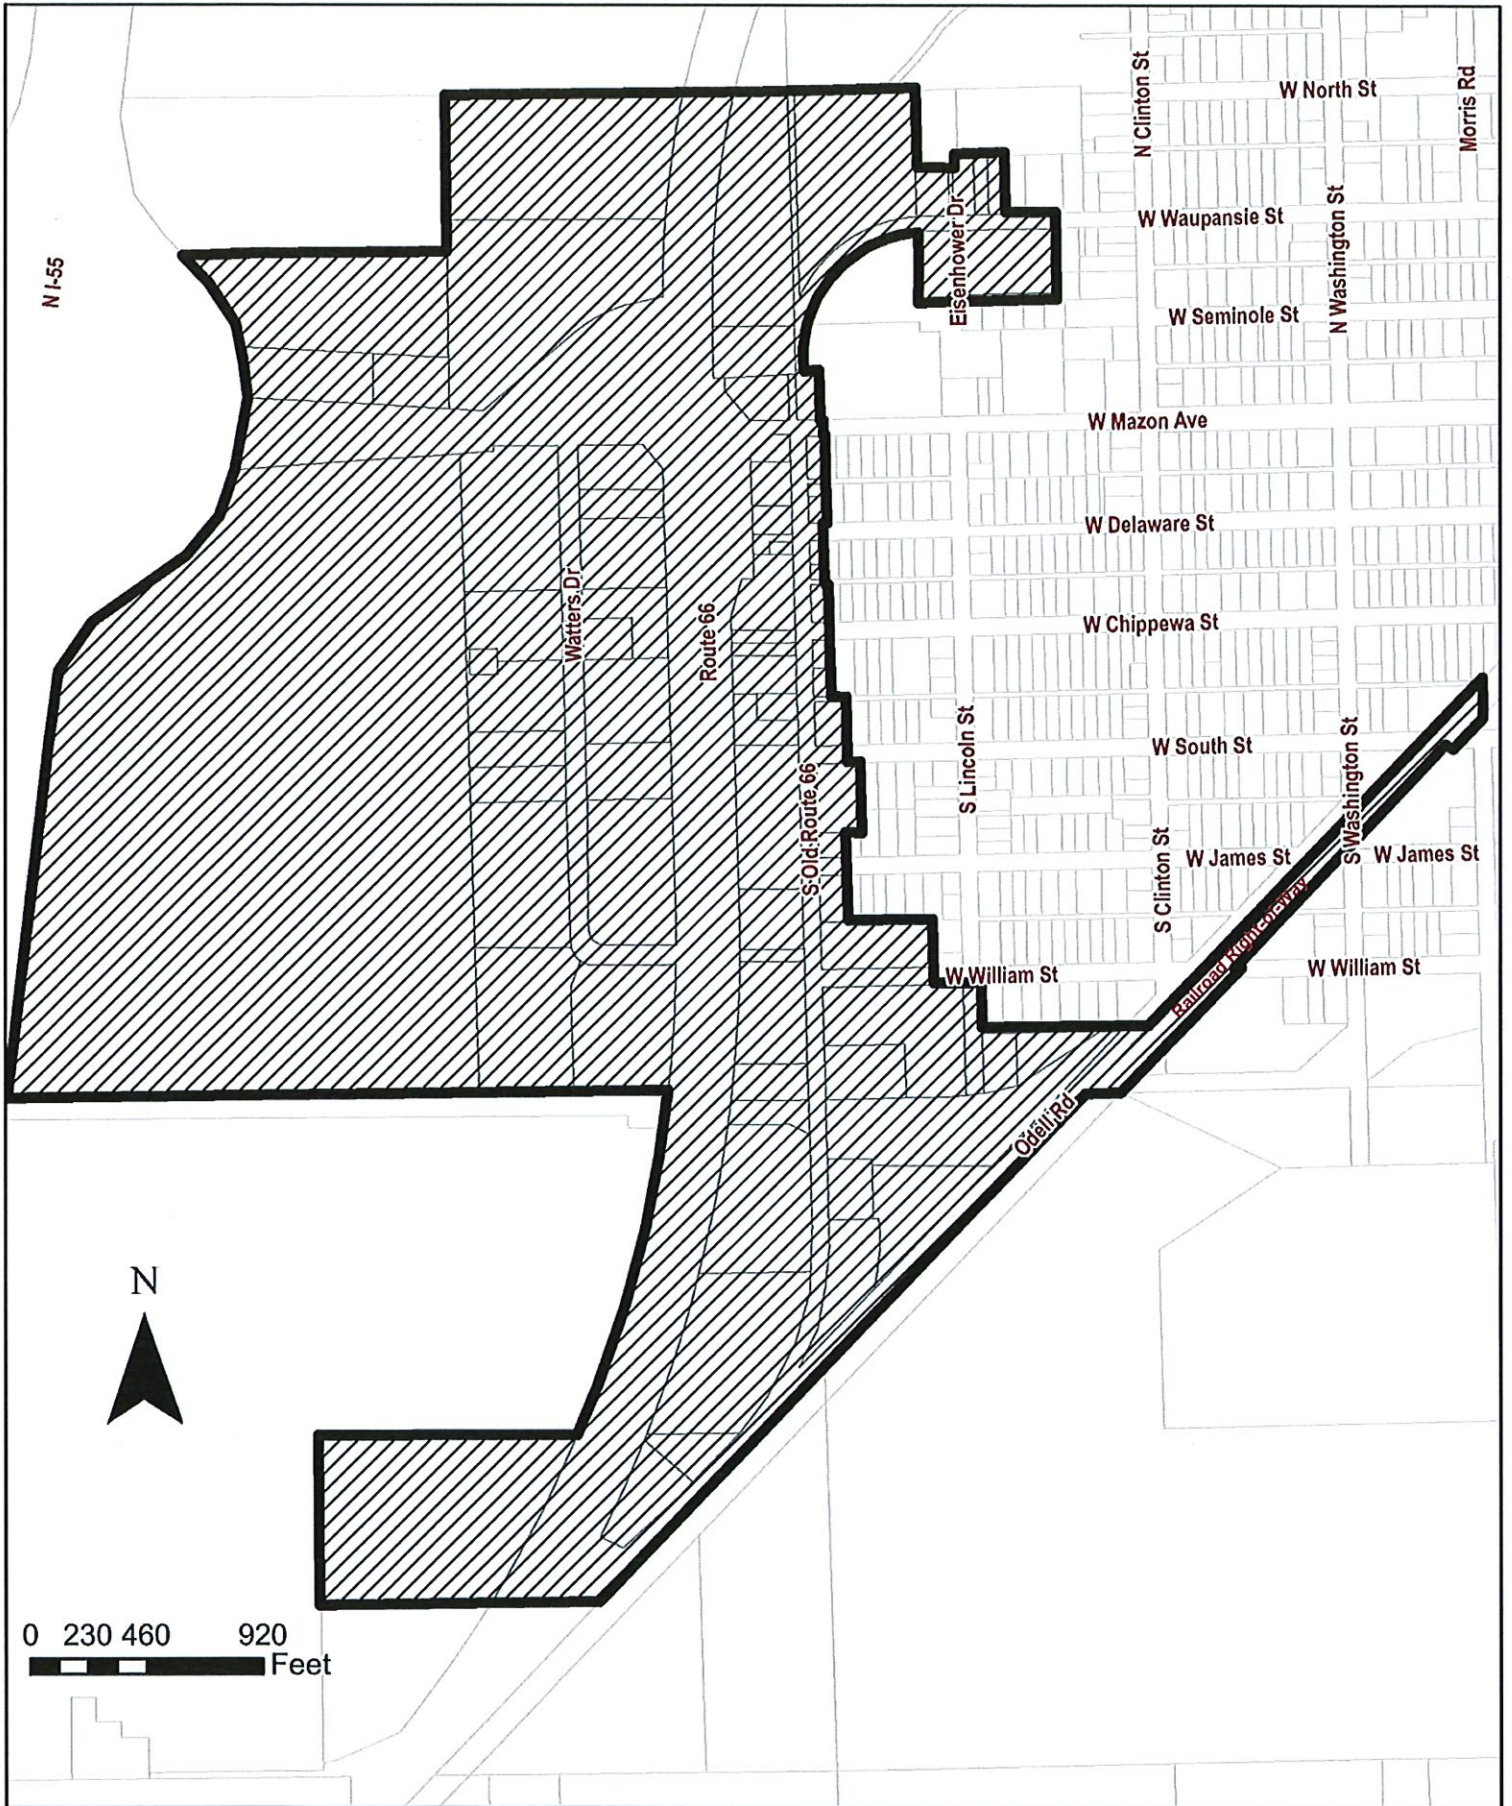 W North St
N Clinton St
Morris Rd
W Waupansie St
N Washington St
Eisenhower Dr
N I-55
W Seminole St
W Mazon Ave
W Delaware St
Watters Dr
Route 66
W Chippewa St
S Lincoln St
W South St
S Washington St
S Old Route 66
S Clinton St
W James St
W James St
Railroad Right-of-Way
W William St
W William St
Odell Rd
N
0 230 460 920
Feet